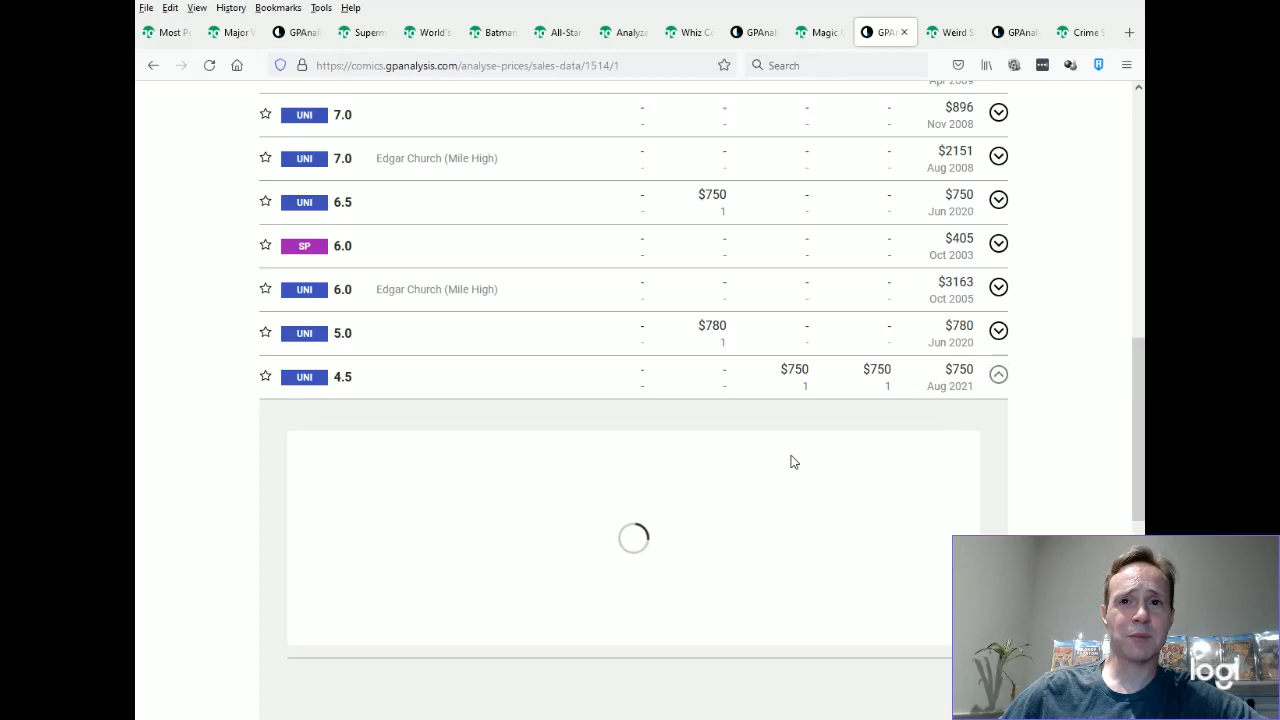 File Edit View History Bookmarks Tools Help
Most P Major V GPAnal Superm World's Batman All-Star Analyze Whiz Co GPAnal Magic GPAn Weird S GPAnal Crime S
https://comics.gpanalysis.com/analyse-prices/sales-data/1514/1 Search
Apr 2009
UNI 7.0 - - - - $896
- - - - Nov 2008
UNI 7.0 Edgar Church (Mile High) - - - - $2151
- - - - Aug 2008
UNI 6.5 - $750 - - $750
- 1 - - Jun 2020
SP 6.0 - - - - $405
- - - - Oct 2003
UNI 6.0 Edgar Church (Mile High) - - - - $3163
- - - - Oct 2005
UNI 5.0 - $780 - - $780
- 1 - - Jun 2020
UNI 4.5 - - $750 $750 $750
- - 1 1 Aug 2021
logi